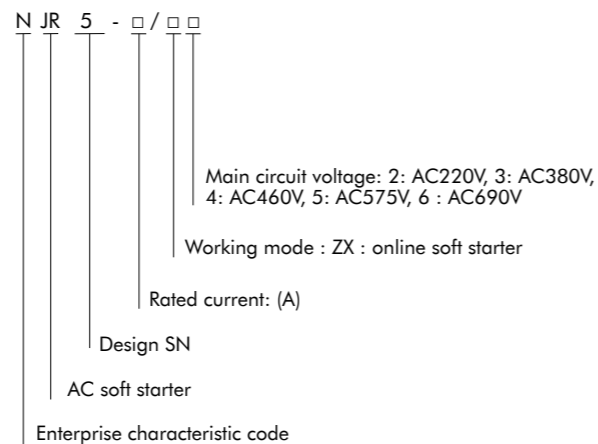 N JR 5 - □ / □ □
Main circuit voltage: 2: AC220V, 3: AC380V,
4: AC460V, 5: AC575V, 6 : AC690V
Working mode : ZX : online soft starter
Rated current: (A)
Design SN
AC soft starter
Enterprise characteristic code